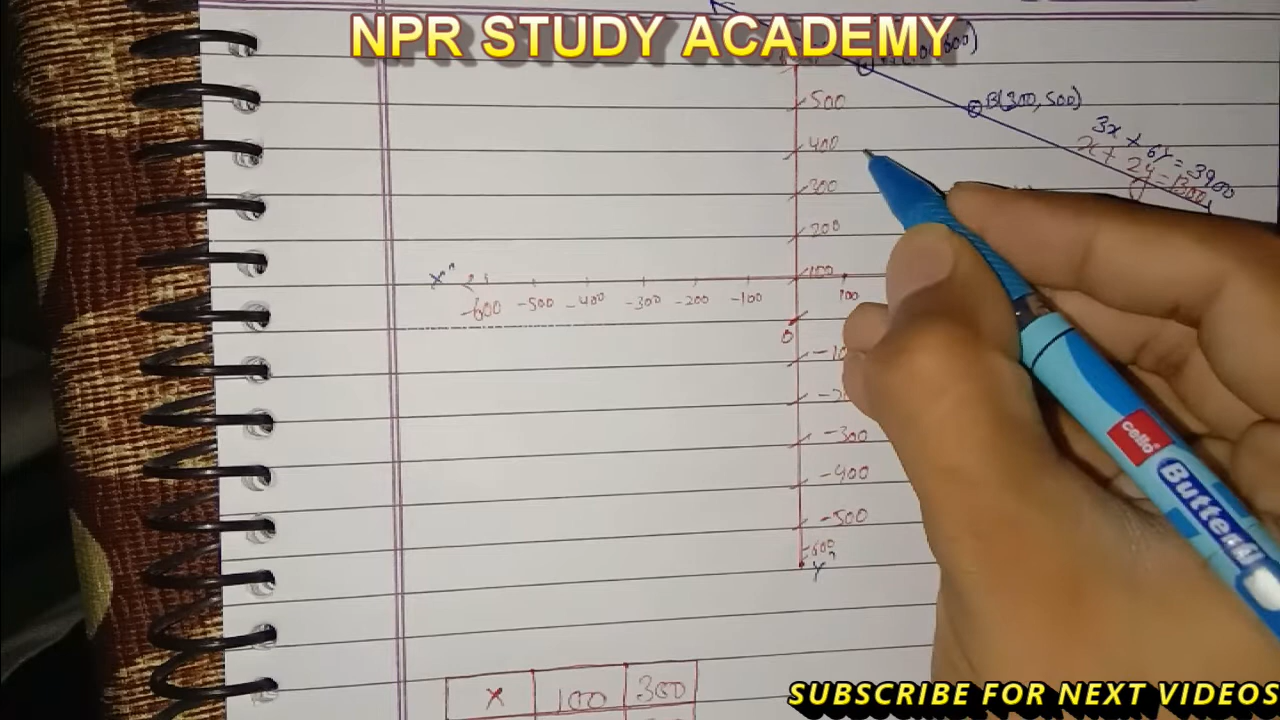 NPR STUDY ACADEMY
500
B(300, 500)
400
3x + 6y = 3900
x + 2y = 1300
300
200
100
X'
-600 -500 -400 -300 -200 -100
100
0
-300
-400
-500
-600
Y'
x 100 300
cello
Butterfl
SUBSCRIBE FOR NEXT VIDEOS